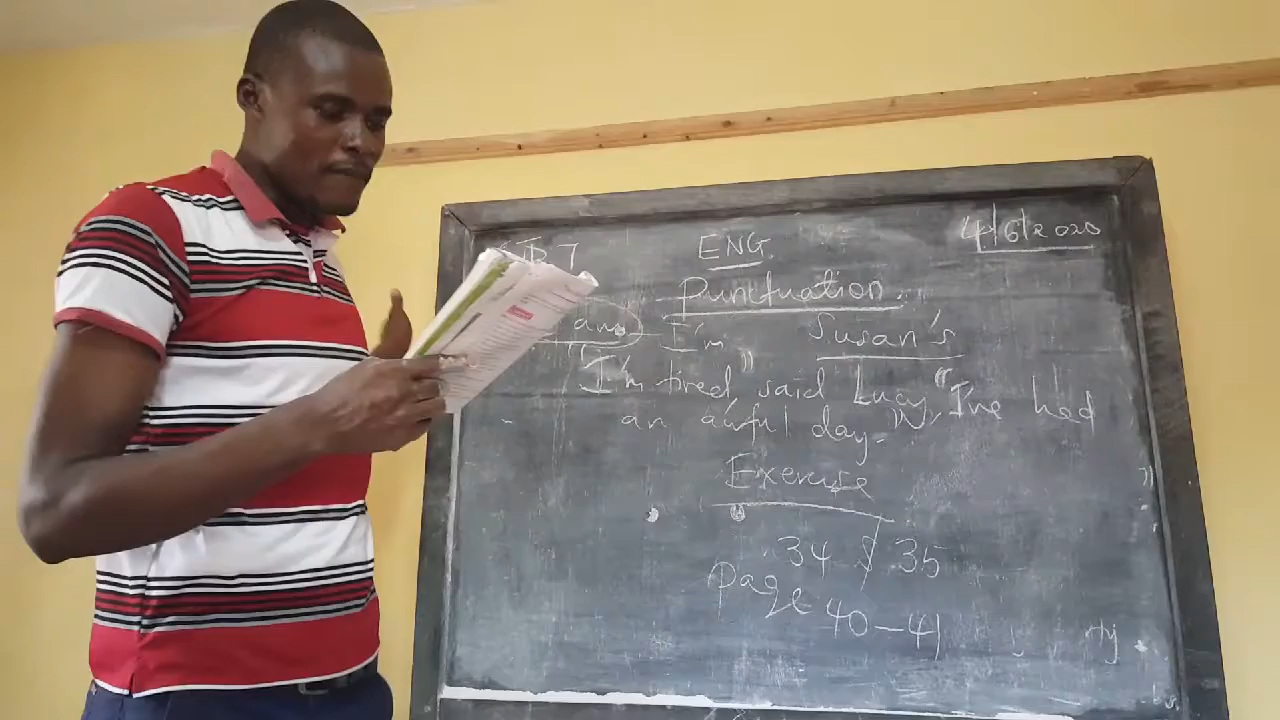 7 ENG. 4/6/2020
Punctuation.
I'm Susan's
"I'm tired" said Lucy "I've had
an awful day."
Exercise
34 & 35
page 40-41